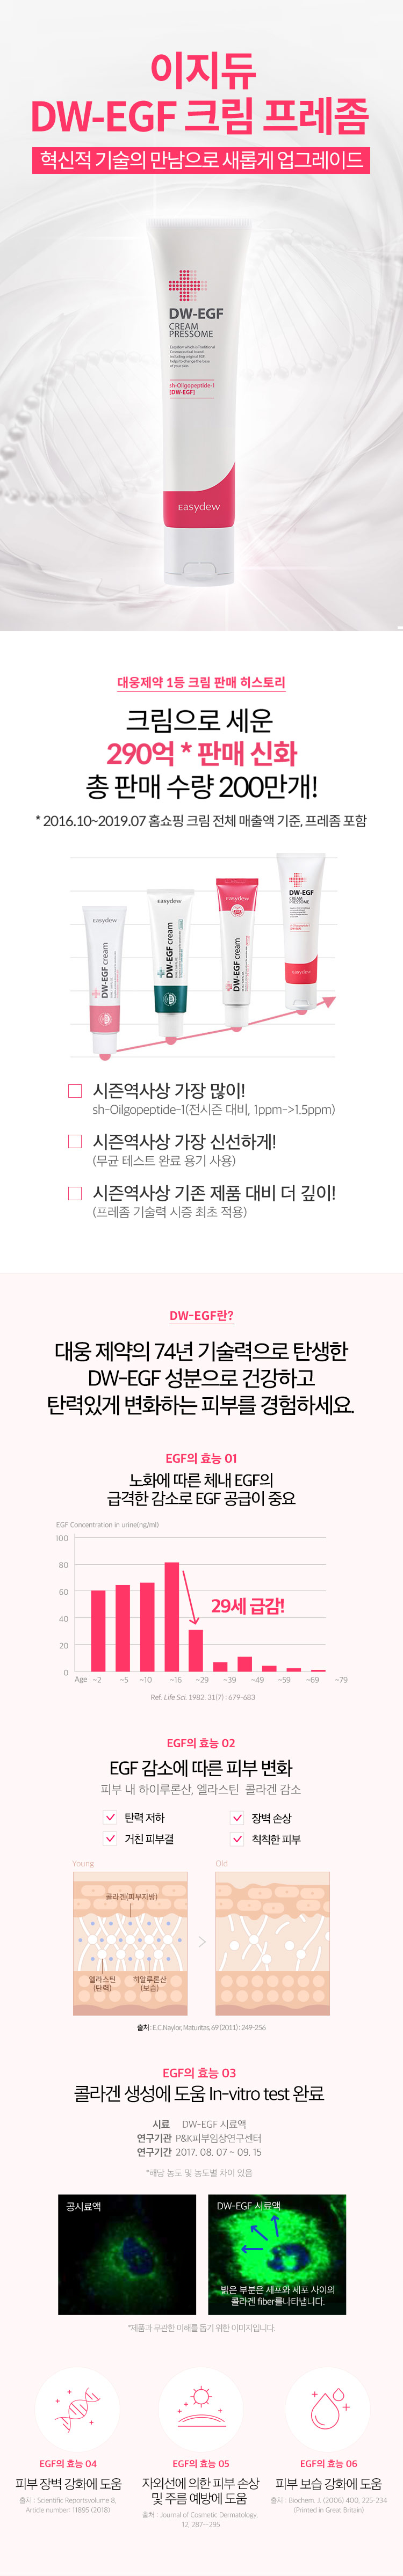 이지듀
DW-EGF 크림 프레좀
혁신적 기술의 만남으로 새롭게 업그레이드
DW-EGF
CREAM
PRESSOME
sh-Oligopeptide-1
[DW-EGF]
Easydew
대웅제약 1등 크림 판매 히스토리
크림으로 세운
290억 * 판매 신화
총 판매 수량 200만개!
* 2016.10~2019.07 홈쇼핑 크림 전체 매출액 기준, 프레좀 포함
Easydew
DW-EGF cream
Easydew
DW-EGF cream
Easydew
DW-EGF cream
DW-EGF
CREAM
PRESSOME
Easydew
시즌역사상 가장 많이!
sh-Oilgopeptide-1(전시즌 대비, 1ppm->1.5ppm)
시즌역사상 가장 신선하게!
(무균 테스트 완료 용기 사용)
시즌역사상 기존 제품 대비 더 깊이!
(프레좀 기술력 시증 최초 적용)
DW-EGF란?
대웅 제약의 74년 기술력으로 탄생한
DW-EGF 성분으로 건강하고
탄력있게 변화하는 피부를 경험하세요.
EGF의 효능 01
노화에 따른 체내 EGF의
급격한 감소로 EGF 공급이 중요
EGF Concentration in urine(ng/ml)
100
80
60
40
20
0
29세 급감!
Age ~2 ~5 ~10 ~16 ~29 ~39 ~49 ~59 ~69 ~79
Ref. Life Sci. 1982. 31(7) : 679-683
EGF의 효능 02
EGF 감소에 따른 피부 변화
피부 내 하이루론산, 엘라스틴 콜라겐 감소
탄력 저하
장벽 손상
거친 피부결
칙칙한 피부
Young
Old
콜라겐(피부지방)
엘라스틴
(탄력)
히알루론산
(보습)
출처 : E.C.Naylor, Maturitas, 69 (2011) : 249-256
EGF의 효능 03
콜라겐 생성에 도움 In-vitro test 완료
시료 DW-EGF 시료액
연구기관 P&K피부임상연구센터
연구기간 2017. 08. 07 ~ 09. 15
*해당 농도 및 농도별 차이 있음
공시료액
DW-EGF 시료액
밝은 부분은 세포와 세포 사이의
콜라겐 fiber를나타냅니다.
*제품과 무관한 이해를 돕기 위한 이미지입니다.
EGF의 효능 04
피부 장벽 강화에 도움
출처 : Scientific Reportsvolume 8,
Article number: 11895 (2018)
EGF의 효능 05
자외선에 의한 피부 손상
및 주름 예방에 도움
출처 : Journal of Cosmetic Dermatology,
12, 287--295
EGF의 효능 06
피부 보습 강화에 도움
출처 : Biochem. J. (2006) 400, 225-234
(Printed in Great Britain)